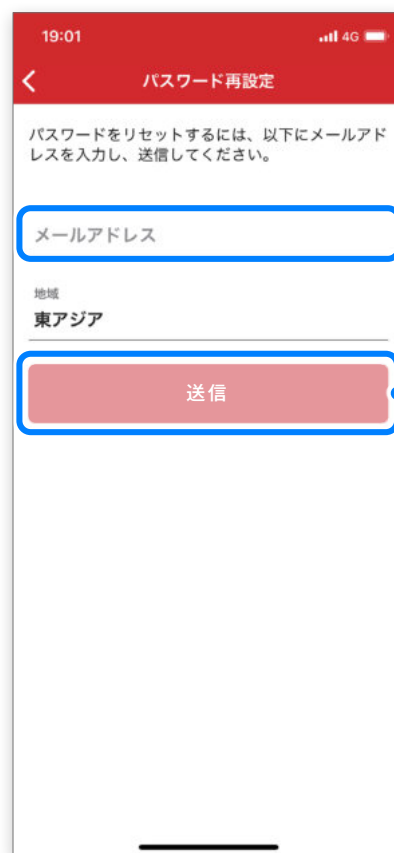 19:01 4G
パスワード再設定
パスワードをリセットするには、以下にメールアド
レスを入力し、送信してください。
メールアドレス
地域
東アジア
送信